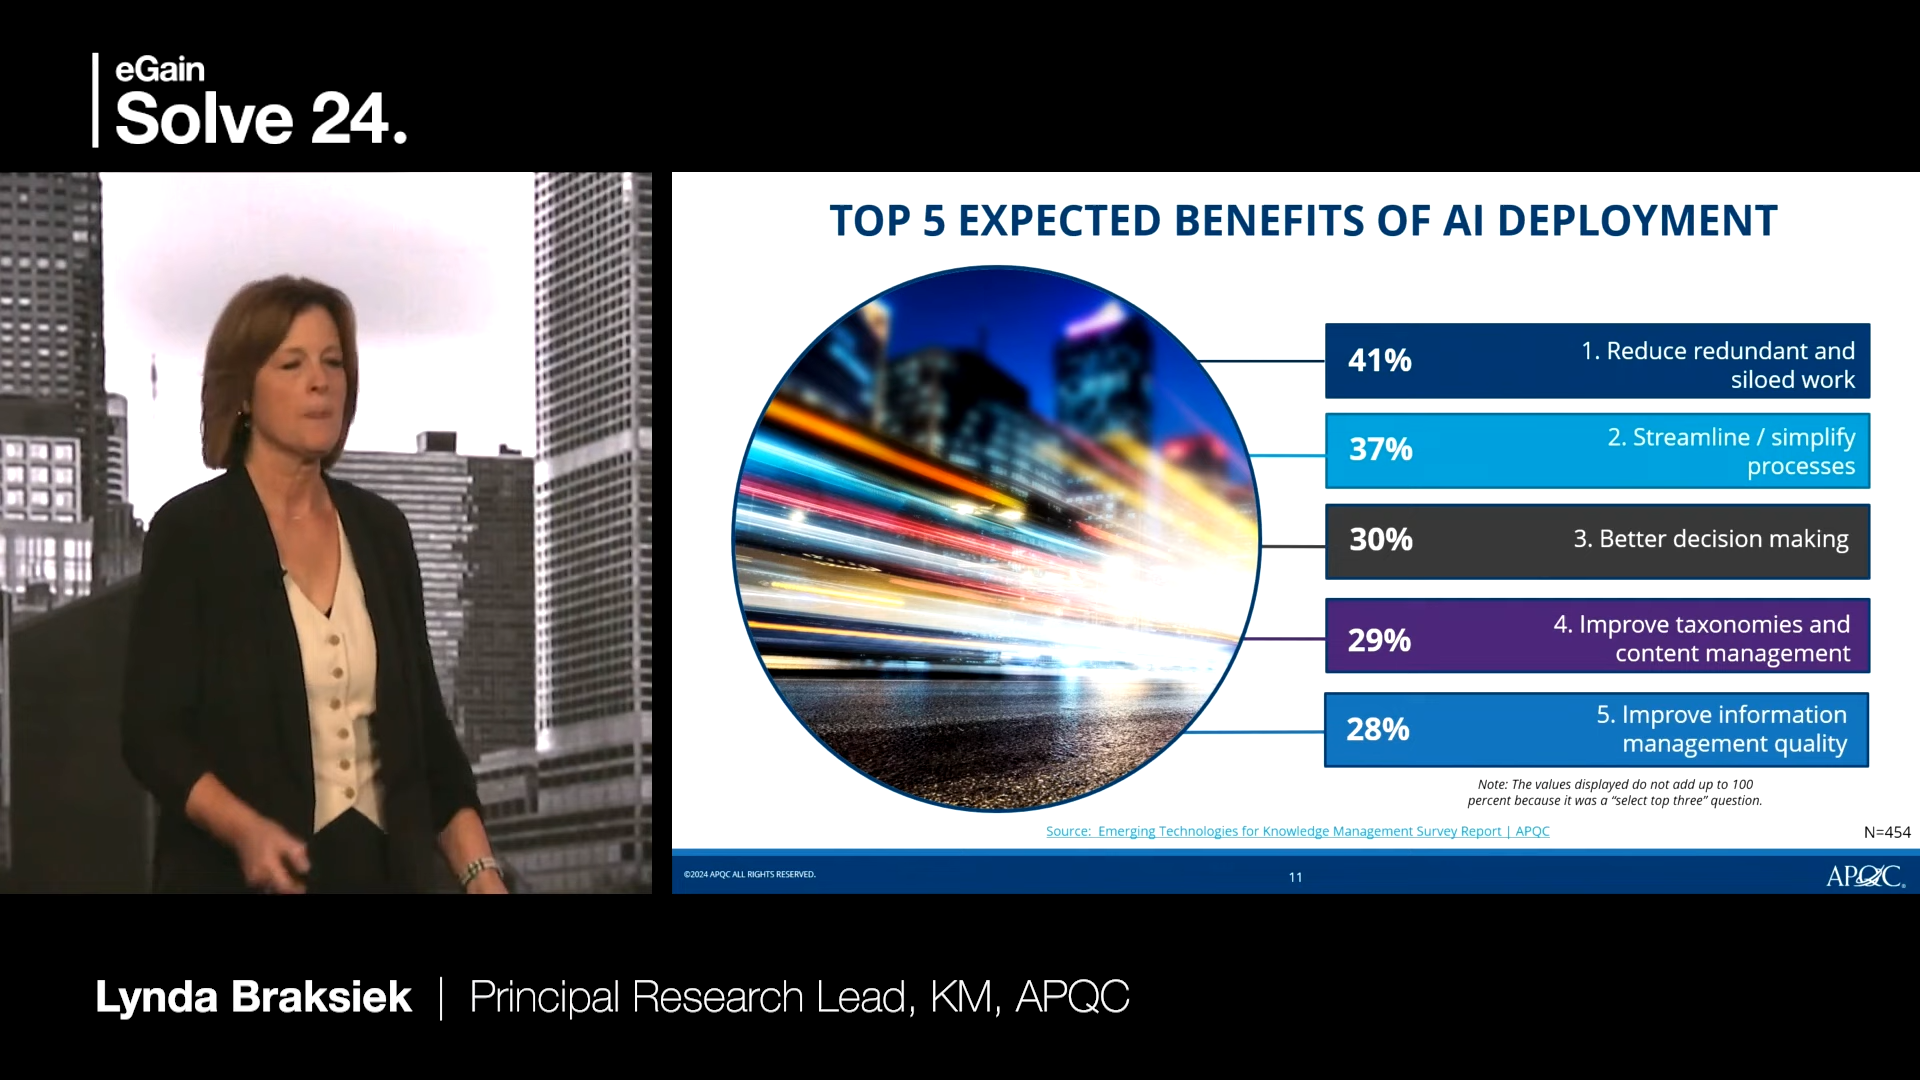 eGain
Solve 24.
TOP 5 EXPECTED BENEFITS OF AI DEPLOYMENT
41%
1. Reduce redundant and
siloed work
37%
2. Streamline / simplify
processes
30%
3. Better decision making
29%
4. Improve taxonomies and
content management
28%
5. Improve information
management quality
Note: The values displayed do not add up to 100
percent because it was a “select top three” question.
Source: Emerging Technologies for Knowledge Management Survey Report | APQC
N=454
©2024 APQC ALL RIGHTS RESERVED.
11
APQC®
Lynda Braksiek | Principal Research Lead, KM, APQC